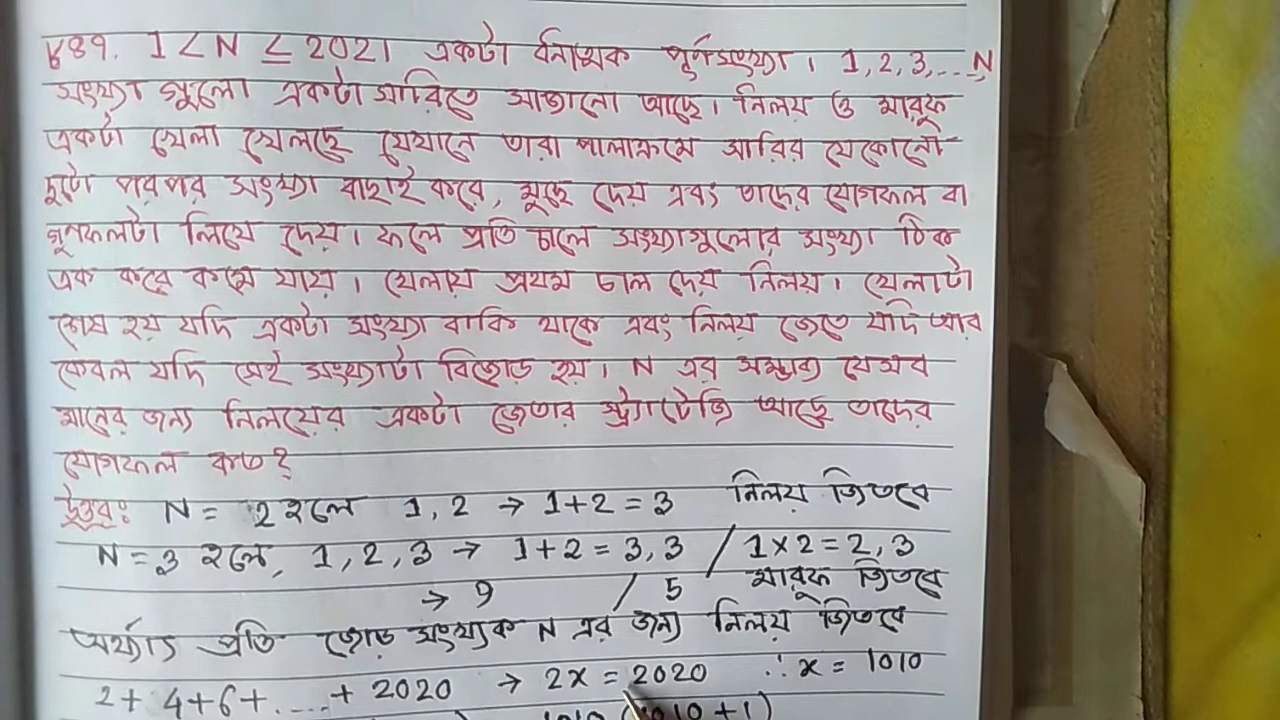 ৮৪৭. 1 < N ≤ 2021 একটা ধনাত্মক পূর্ণসংখ্যা। 1, 2, 3, ... , N
সংখ্যা গুলো একটা সারিতে সাজানো আছে। নিলয় ও মারুফ
একটা খেলা খেলছে যেখানে তারা পালাক্রমে সারির যেকোনো
দুটো পরপর সংখ্যা বাছাই করে, মুছে দেয় এবং তাদের যোগফল বা
গুণফলটা লিখে দেয়। ফলে প্রতি চালে সংখ্যাগুলোর সংখ্যা ঠিক
এক করে কমে যায়। খেলায় প্রথম চাল দেয় নিলয়। খেলাটা
শেষ হয় যদি একটা সংখ্যা বাকি থাকে এবং নিলয় জেতে যদি আর
কেবল যদি সেই সংখ্যাটা বিজোড় হয়। N এর সম্ভাব্য যেসব
মানের জন্য নিলয়ের একটা জেতার স্ট্র্যাটেজি আছে তাদের
যোগফল কত?
উত্তর: N = 2 হলে 1, 2 → 1+2 = 3 নিলয় জিতবে
N = 3 হলে, 1, 2, 3 → 1+2 = 3, 3 / 1×2 = 2, 3
→ 9 / 5 মারুফ জিতবে
অর্থাৎ প্রতি জোড় সংখ্যক N এর জন্য নিলয় জিতবে
2+ 4+6+ .... + 2020 → 2x = 2020 ∴ x = 1010
1010 (1010 +1)